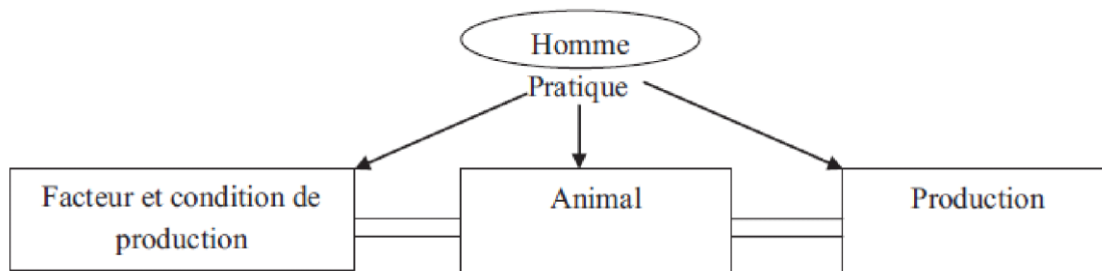 Homme
Pratique
Facteur et condition de
production
Animal
Production